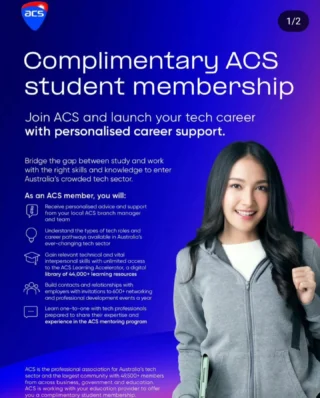 acs
1/2
Complimentary ACS
student membership
Join ACS and launch your tech career
with personalised career support.
Bridge the gap between study and work
with the right skills and knowledge to enter
Australia's crowded tech sector.
As an ACS member, you will:
Receive personalised advice and support
from your local ACS branch manager
and team
Understand the types of tech roles and
career pathways available in Australia's
ever-changing tech sector
Gain relevant technical and vital
interpersonal skills with unlimited access
to the ACS Learning Accelerator, a digital
library of 46,000+ learning resources
Build contacts and relationships with
employers with invitations to 600+ networking
and professional development events a year
Learn one-to-one with tech professionals
prepared to share their expertise and
experience in the ACS mentoring program
ACS is the professional association for Australia's tech
sector and the largest community with 48,500+ members
from across business, government and education.
ACS is working with your education provider to offer
you a complimentary student membership.